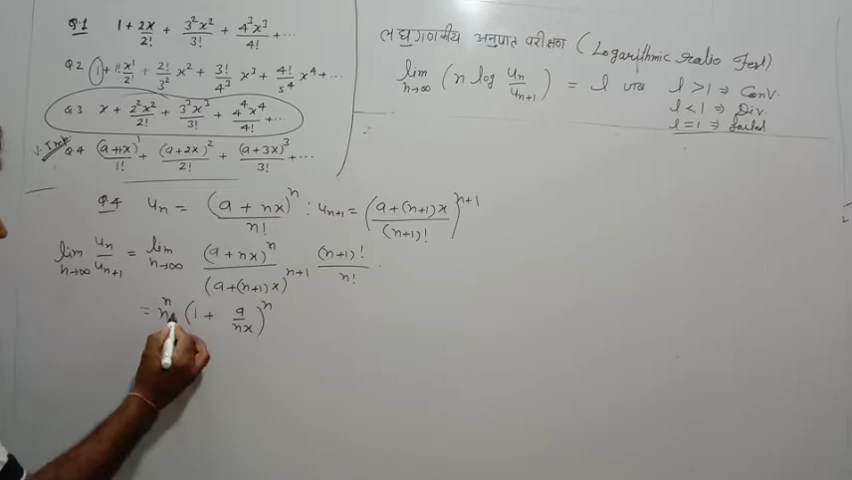 Q.1 1 + 2x/2! + 3²x²/3! + 4³x³/4! + ...
Q.2 1 + 1!x¹/2! + 2!/3² x² + 3!/4³ x³ + 4!/5⁴ x⁴ + ...
Q.3 x + 2²x²/2! + 3³x³/3! + 4⁴x⁴/4! + ...
V. Imp. Q.4 (a+1x)¹/1! + (a+2x)²/2! + (a+3x)³/3! + ...
लघुगणकीय अनुपात परीक्षण (Logarithmic ratio Test)
lim n→∞ (n log uₙ/uₙ₊₁) = l
l > 1 ⇒ Conv.
l < 1 ⇒ Div.
l = 1 ⇒ failed
Q.4 uₙ = (a + nx)ⁿ/n! : uₙ₊₁ = (a+(n+1)x)ⁿ⁺¹/(n+1)!
lim n→∞ uₙ/uₙ₊₁ = lim n→∞ (a+nx)ⁿ/(a+(n+1)x)ⁿ⁺¹ (n+1)!/n!
= nⁿ (1 + a/nx)ⁿ